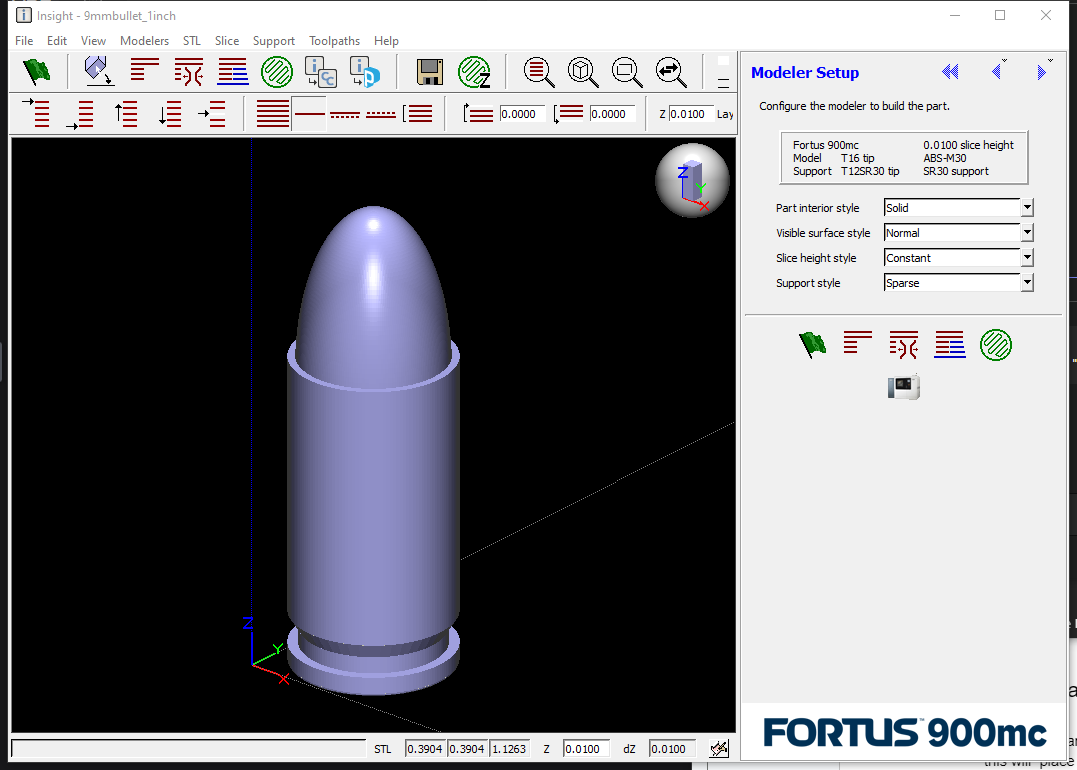 Insight - 9mmbullet_1inch
File Edit View Modelers STL Slice Support Toolpaths Help
0.0000 0.0000 Z 0.0100 Lay
Modeler Setup
Configure the modeler to build the part.
Fortus 900mc 0.0100 slice height
Model T16 tip ABS-M30
Support T12SR30 tip SR30 support
Part interior style Solid
Visible surface style Normal
Slice height style Constant
Support style Sparse
Z Y X
Z Y X
FORTUS™ 900mc
STL 0.3904 0.3904 1.1263 Z 0.0100 dZ 0.0100
this will place